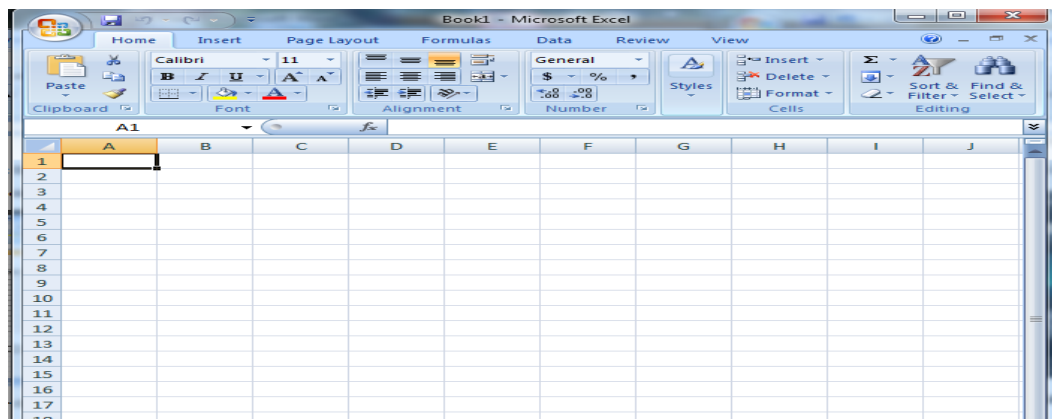 Book1 - Microsoft Excel
Home Insert Page Layout Formulas Data Review View
Calibri 11 General Insert
Paste B I U A A $ % , Styles Delete Sort & Find &
A .00 .0 Format Filter Select
Clipboard Font Alignment Number Cells Editing
A1 fx
A B C D E F G H I J
1
2
3
4
5
6
7
8
9
10
11
12
13
14
15
16
17